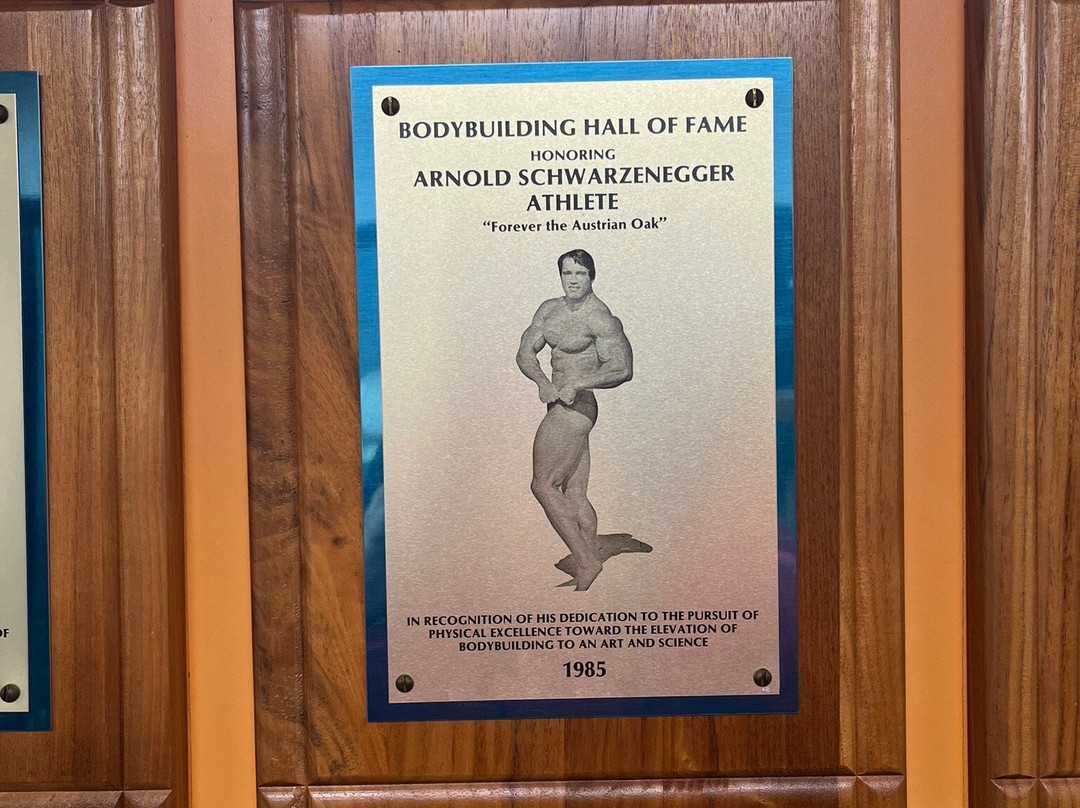 BODYBUILDING HALL OF FAME
HONORING
ARNOLD SCHWARZENEGGER
ATHLETE
“Forever the Austrian Oak”
IN RECOGNITION OF HIS DEDICATION TO THE PURSUIT OF
PHYSICAL EXCELLENCE TOWARD THE ELEVATION OF
BODYBUILDING TO AN ART AND SCIENCE
1985
OF